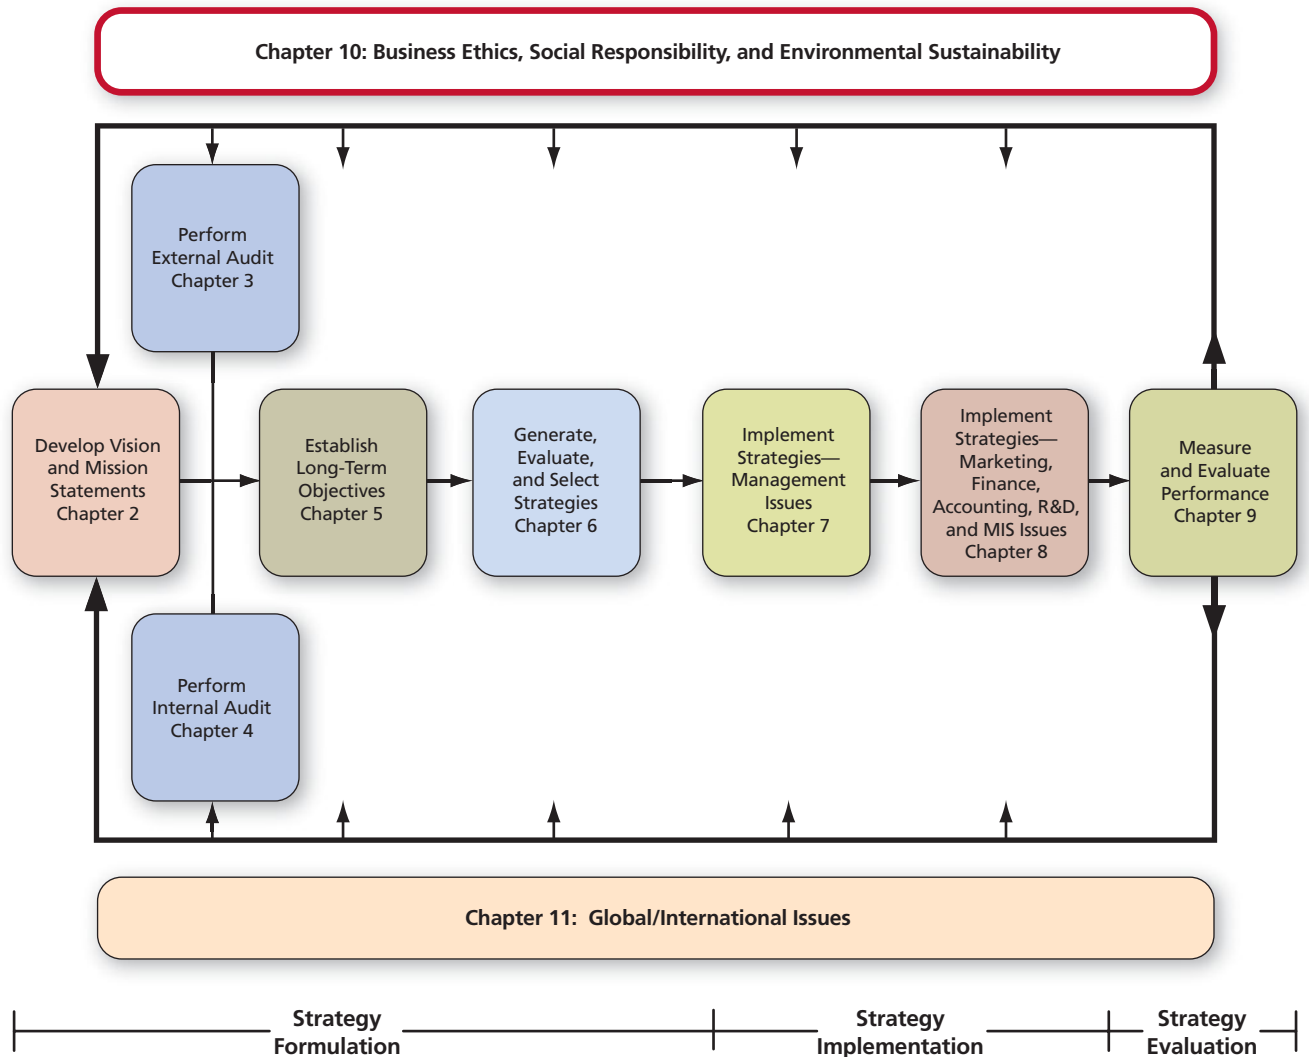 Chapter 10: Business Ethics, Social Responsibility, and Environmental Sustainability
Perform
External Audit
Chapter 3
Develop Vision
and Mission
Statements
Chapter 2
Establish
Long-Term
Objectives
Chapter 5
Generate,
Evaluate,
and Select
Strategies
Chapter 6
Implement
Strategies—
Management
Issues
Chapter 7
Implement
Strategies—
Marketing,
Finance,
Accounting, R&D,
and MIS Issues
Chapter 8
Measure
and Evaluate
Performance
Chapter 9
Perform
Internal Audit
Chapter 4
Chapter 11: Global/International Issues
Strategy
Formulation
Strategy
Implementation
Strategy
Evaluation